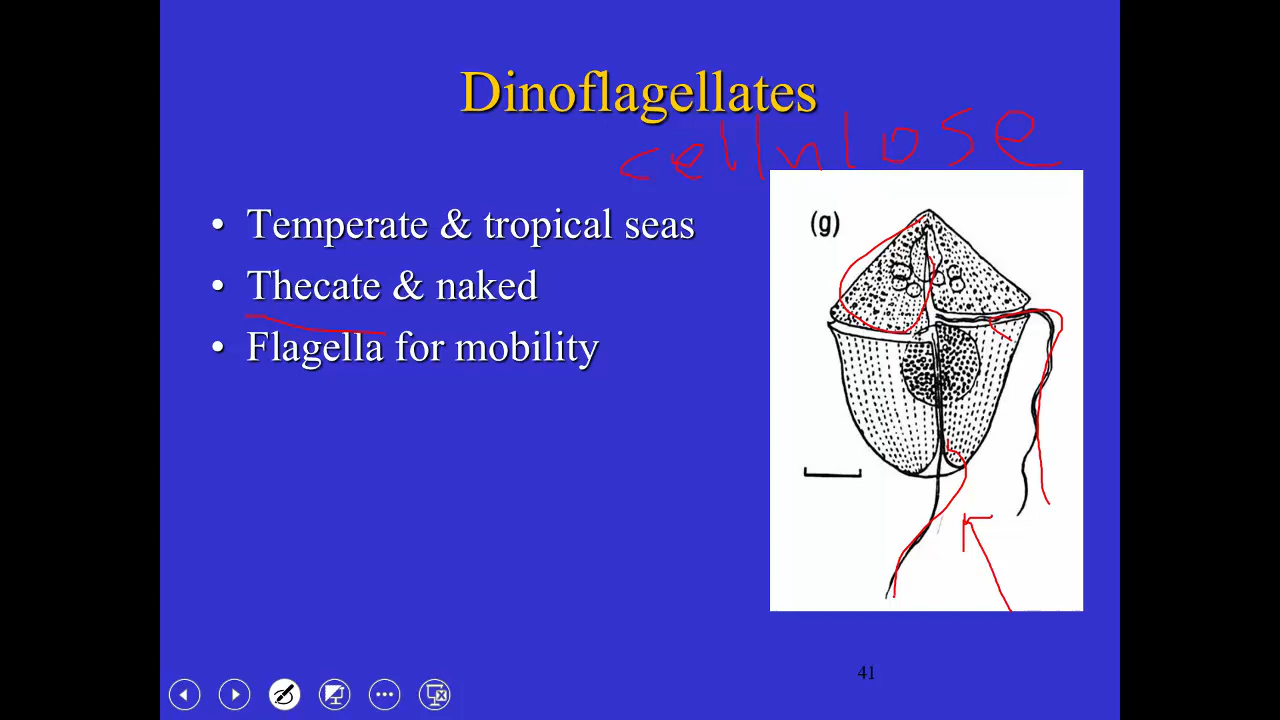 Dinoflagellates
cellulose
• Temperate & tropical seas
• Thecate & naked
• Flagella for mobility
(g)
41